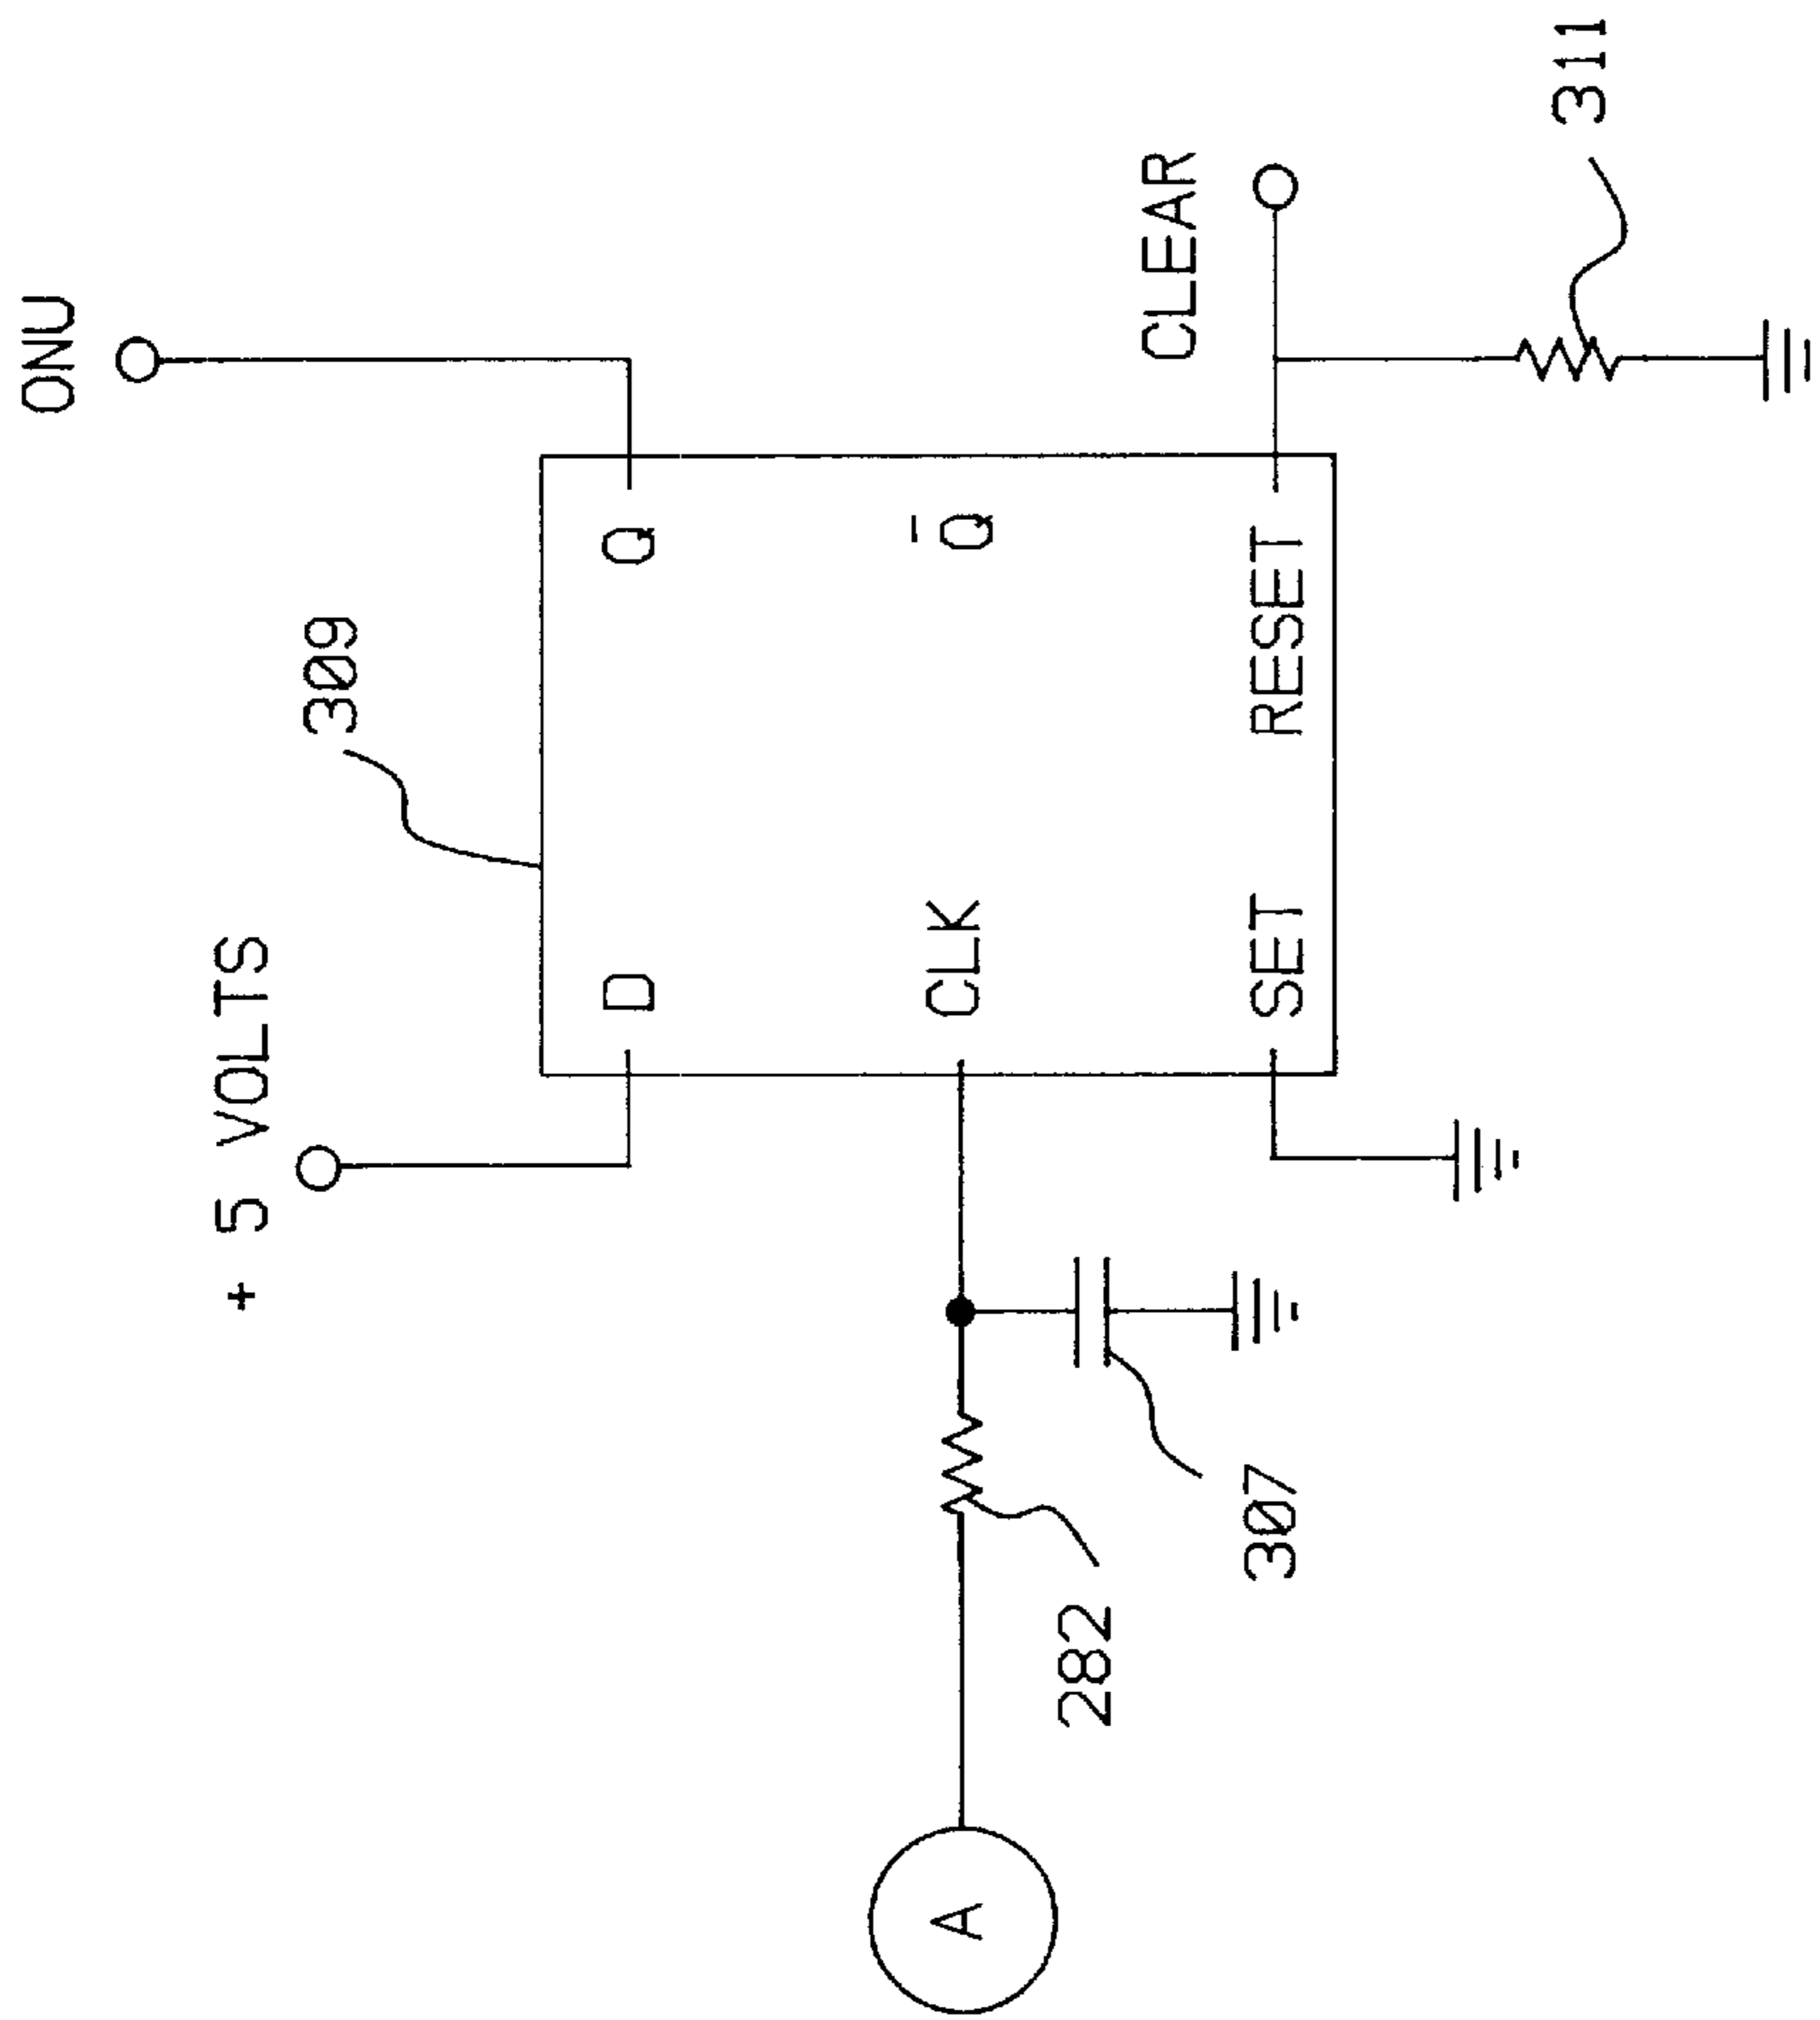 ONU
+ 5 VOLTS
309
D
Q
A
CLK
Q̅
282
307
SET
RESET
CLEAR
311